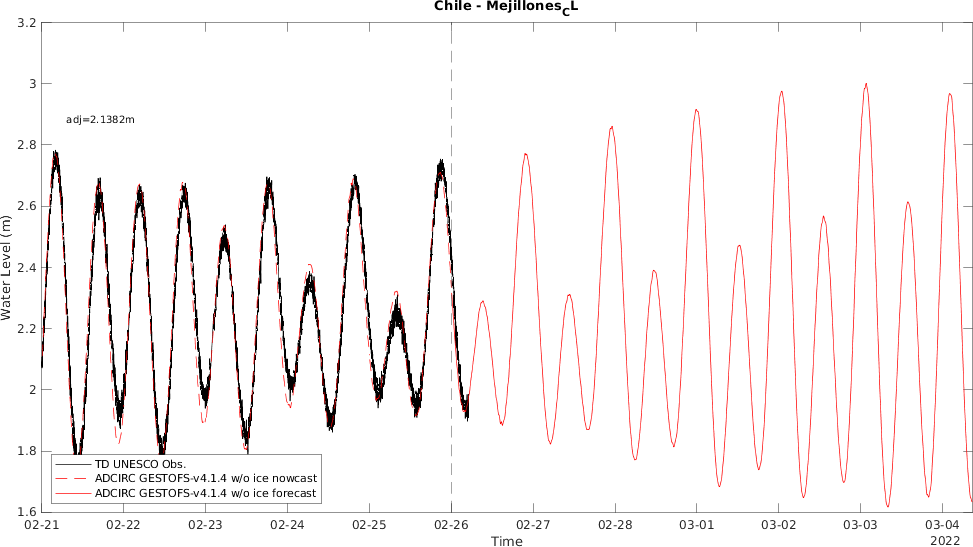 Chile - Mejillones_CL
3.2
3
2.8
2.6
2.4
2.2
2
1.8
1.6
Water Level (m)
adj=2.1382m
TD UNESCO Obs.
ADCIRC GESTOFS-v4.1.4 w/o ice nowcast
ADCIRC GESTOFS-v4.1.4 w/o ice forecast
02-21 02-22 02-23 02-24 02-25 02-26 02-27 02-28 03-01 03-02 03-03 03-04
2022
Time